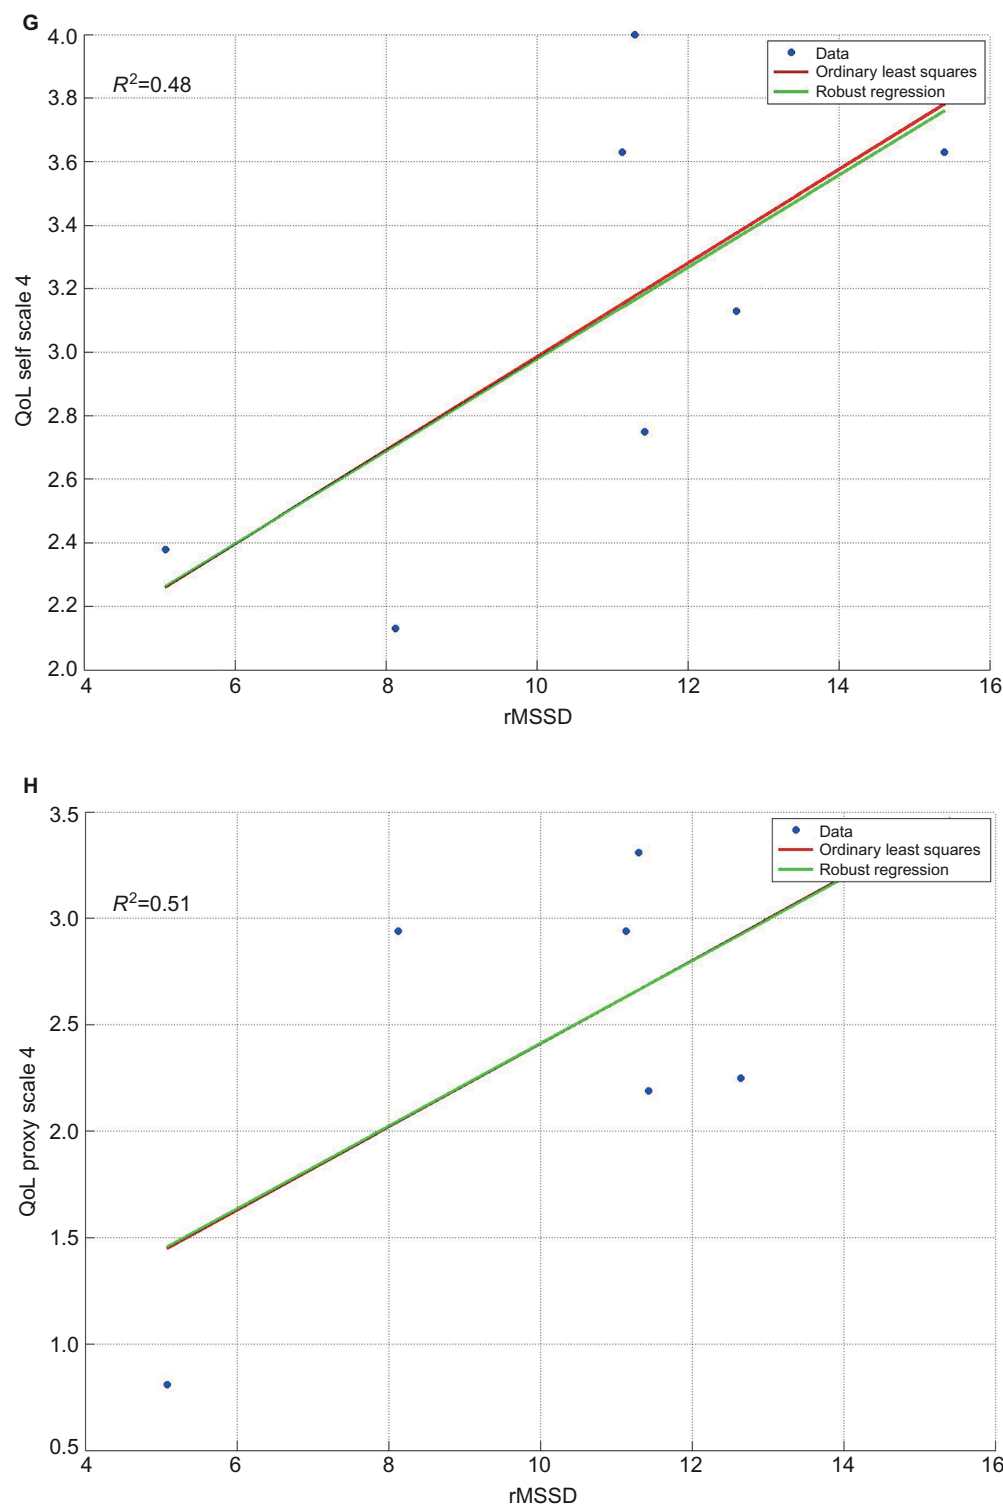 G
4.0
3.8
3.6
3.4
3.2
3.0
2.8
2.6
2.4
2.2
2.0
QoL self scale 4
R2=0.48
Data
Ordinary least squares
Robust regression
4 6 8 10 12 14 16
rMSSD
H
3.5
3.0
2.5
2.0
1.5
1.0
0.5
QoL proxy scale 4
R2=0.51
Data
Ordinary least squares
Robust regression
4 6 8 10 12 14 16
rMSSD